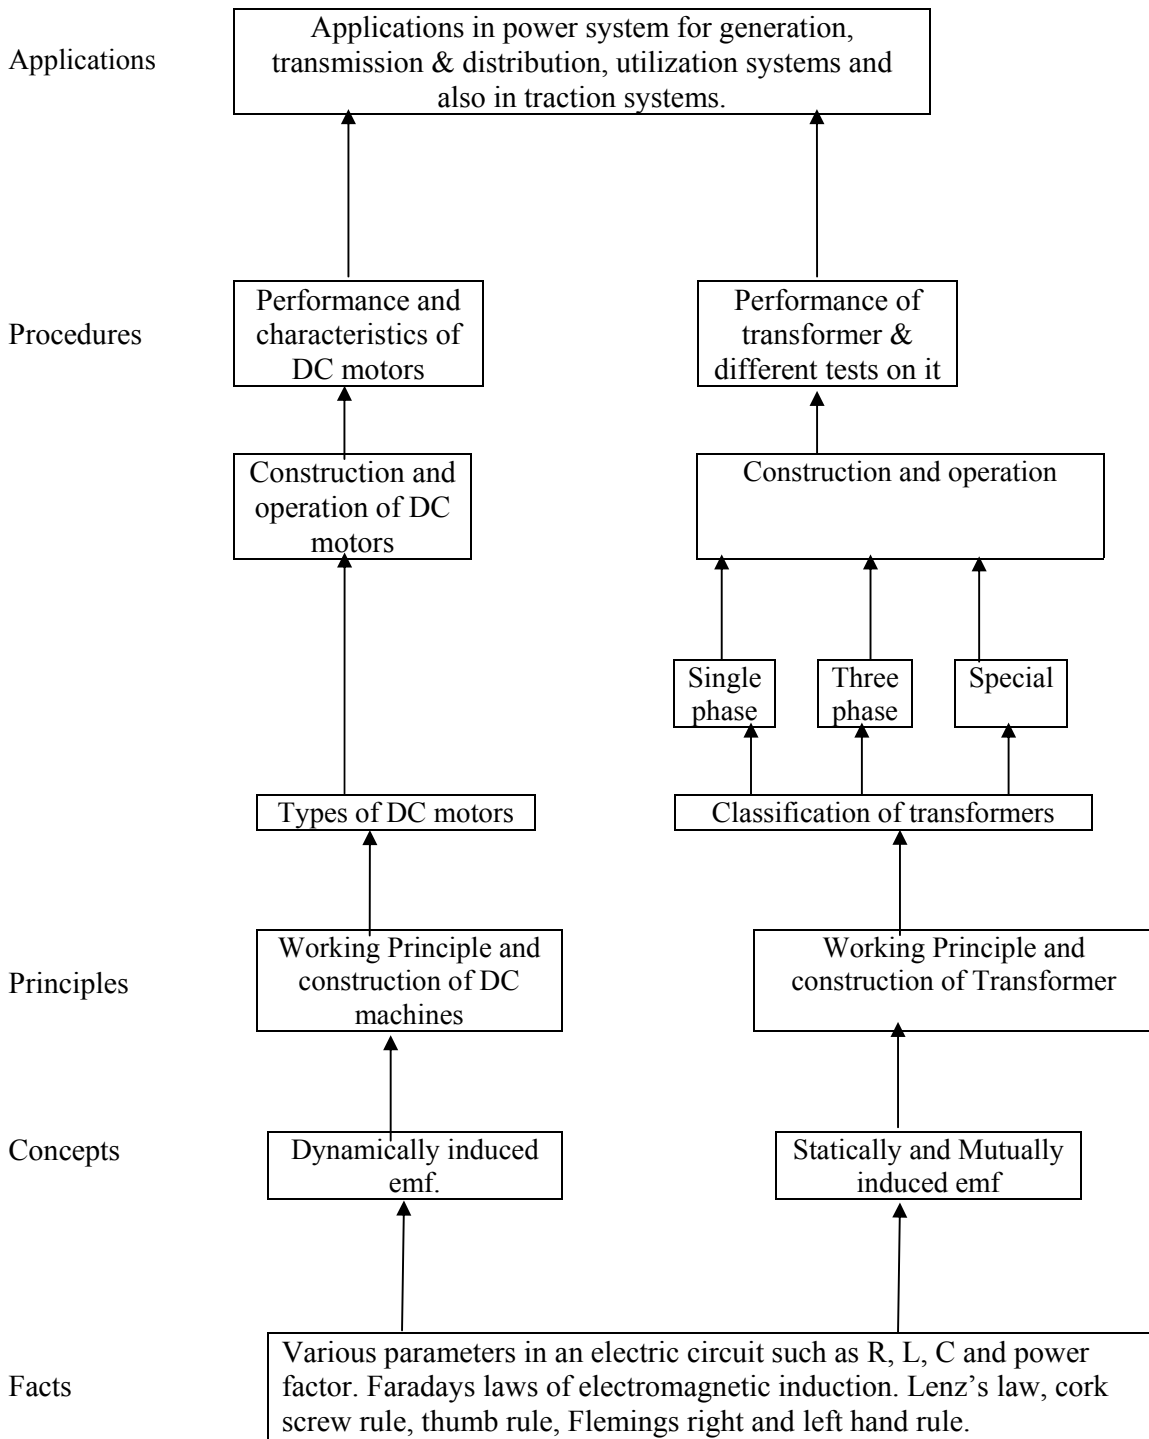 Applications
Applications in power system for generation,
transmission & distribution, utilization systems and
also in traction systems.
Procedures
Performance and
characteristics of
DC motors
Performance of
transformer &
different tests on it
Construction and
operation of DC
motors
Construction and operation
Single
phase
Three
phase
Special
Types of DC motors
Classification of transformers
Principles
Working Principle and
construction of DC
machines
Working Principle and
construction of Transformer
Concepts
Dynamically induced
emf.
Statically and Mutually
induced emf
Facts
Various parameters in an electric circuit such as R, L, C and power
factor. Faradays laws of electromagnetic induction. Lenz’s law, cork
screw rule, thumb rule, Flemings right and left hand rule.